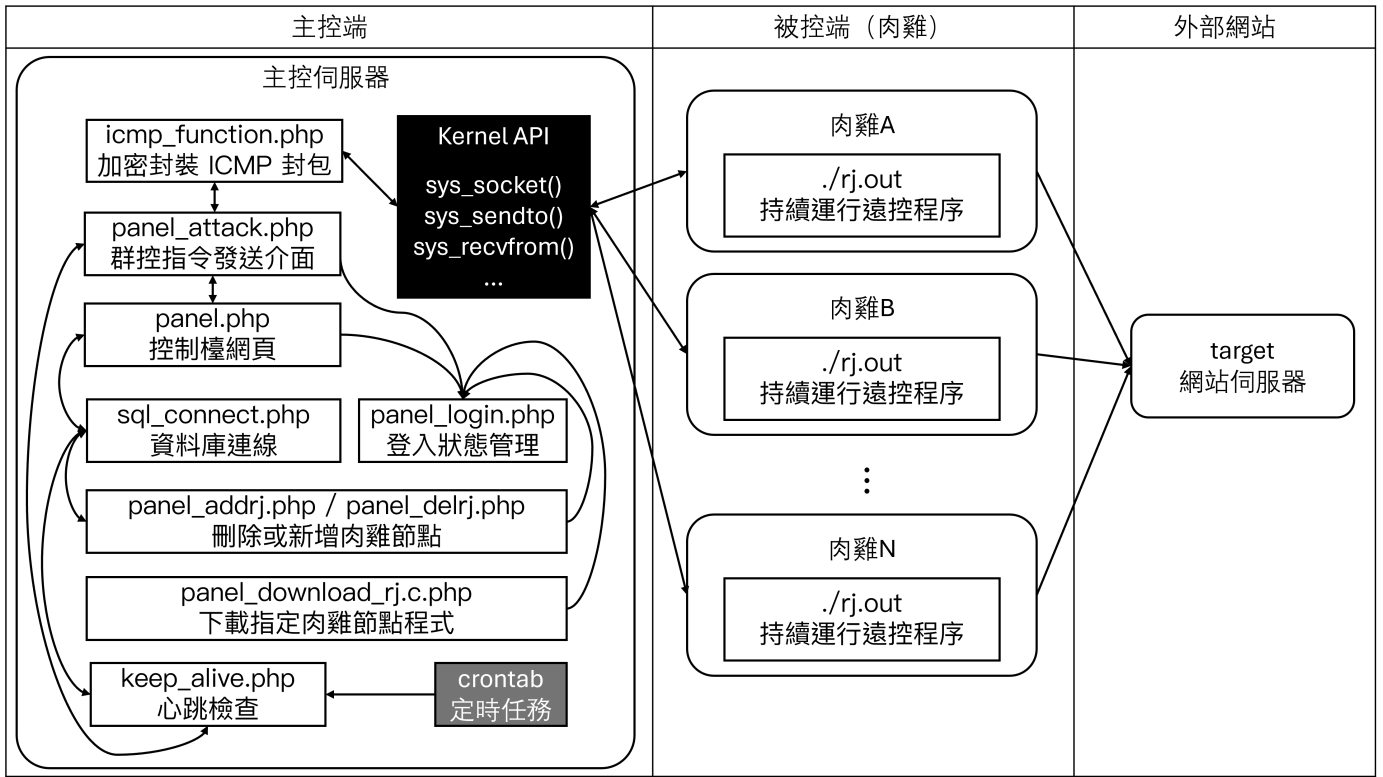 主控端
被控端（肉雞）
外部網站
主控伺服器
icmp_function.php
加密封裝 ICMP 封包
Kernel API
sys_socket()
sys_sendto()
sys_recvfrom()
...
panel_attack.php
群控指令發送介面
panel.php
控制檯網頁
sql_connect.php
資料庫連線
panel_login.php
登入狀態管理
panel_addrj.php / panel_delrj.php
刪除或新增肉雞節點
panel_download_rj.c.php
下載指定肉雞節點程式
keep_alive.php
心跳檢查
crontab
定時任務
肉雞A
./rj.out
持續運行遠控程序
肉雞B
./rj.out
持續運行遠控程序
⋮
肉雞N
./rj.out
持續運行遠控程序
target
網站伺服器